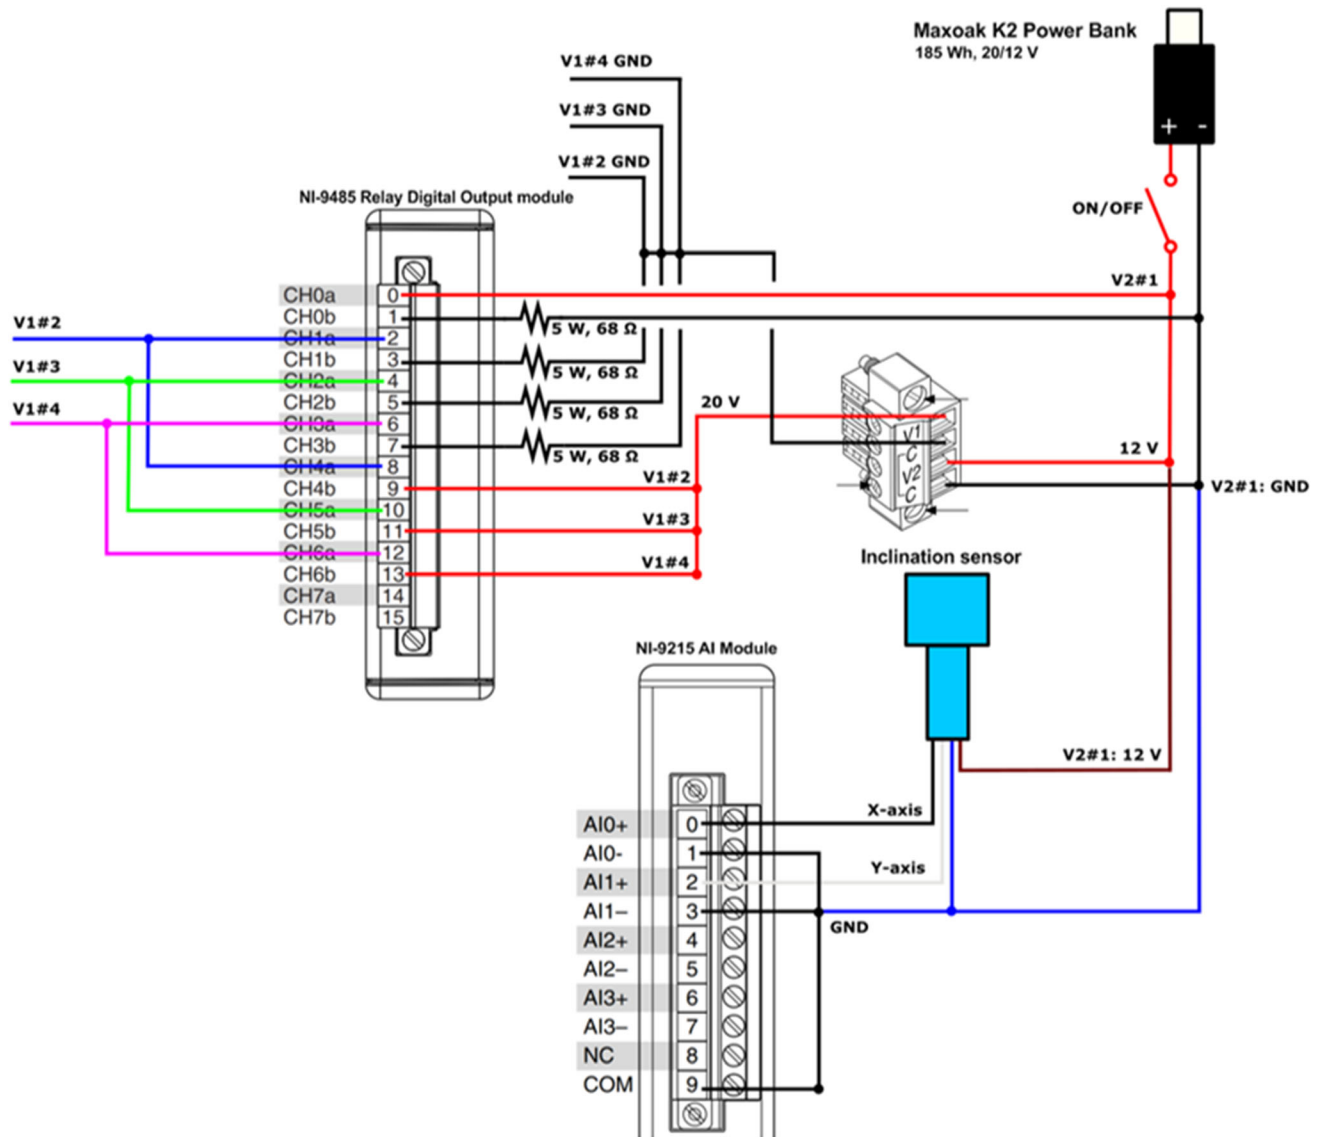 Maxoak K2 Power Bank
185 Wh, 20/12 V
+ -
V1#4 GND
V1#3 GND
V1#2 GND
NI-9485 Relay Digital Output module
ON/OFF
V2#1
CH0a 0
CH0b 1
5 W, 68 Ω
V1#2
CH1a 2
CH1b 3
5 W, 68 Ω
V1#3
CH2a 4
CH2b 5
5 W, 68 Ω
20 V
V1#4
CH3a 6
CH3b 7
5 W, 68 Ω
V1
C
V2
C
12 V
CH4a 8
CH4b 9
V1#2
V2#1: GND
CH5a 10
CH5b 11
V1#3
CH6a 12
CH6b 13
V1#4
CH7a 14
CH7b 15
Inclination sensor
NI-9215 AI Module
V2#1: 12 V
X-axis
AI0+ 0
AI0- 1
Y-axis
AI1+ 2
AI1– 3
GND
AI2+ 4
AI2– 5
AI3+ 6
AI3– 7
NC 8
COM 9